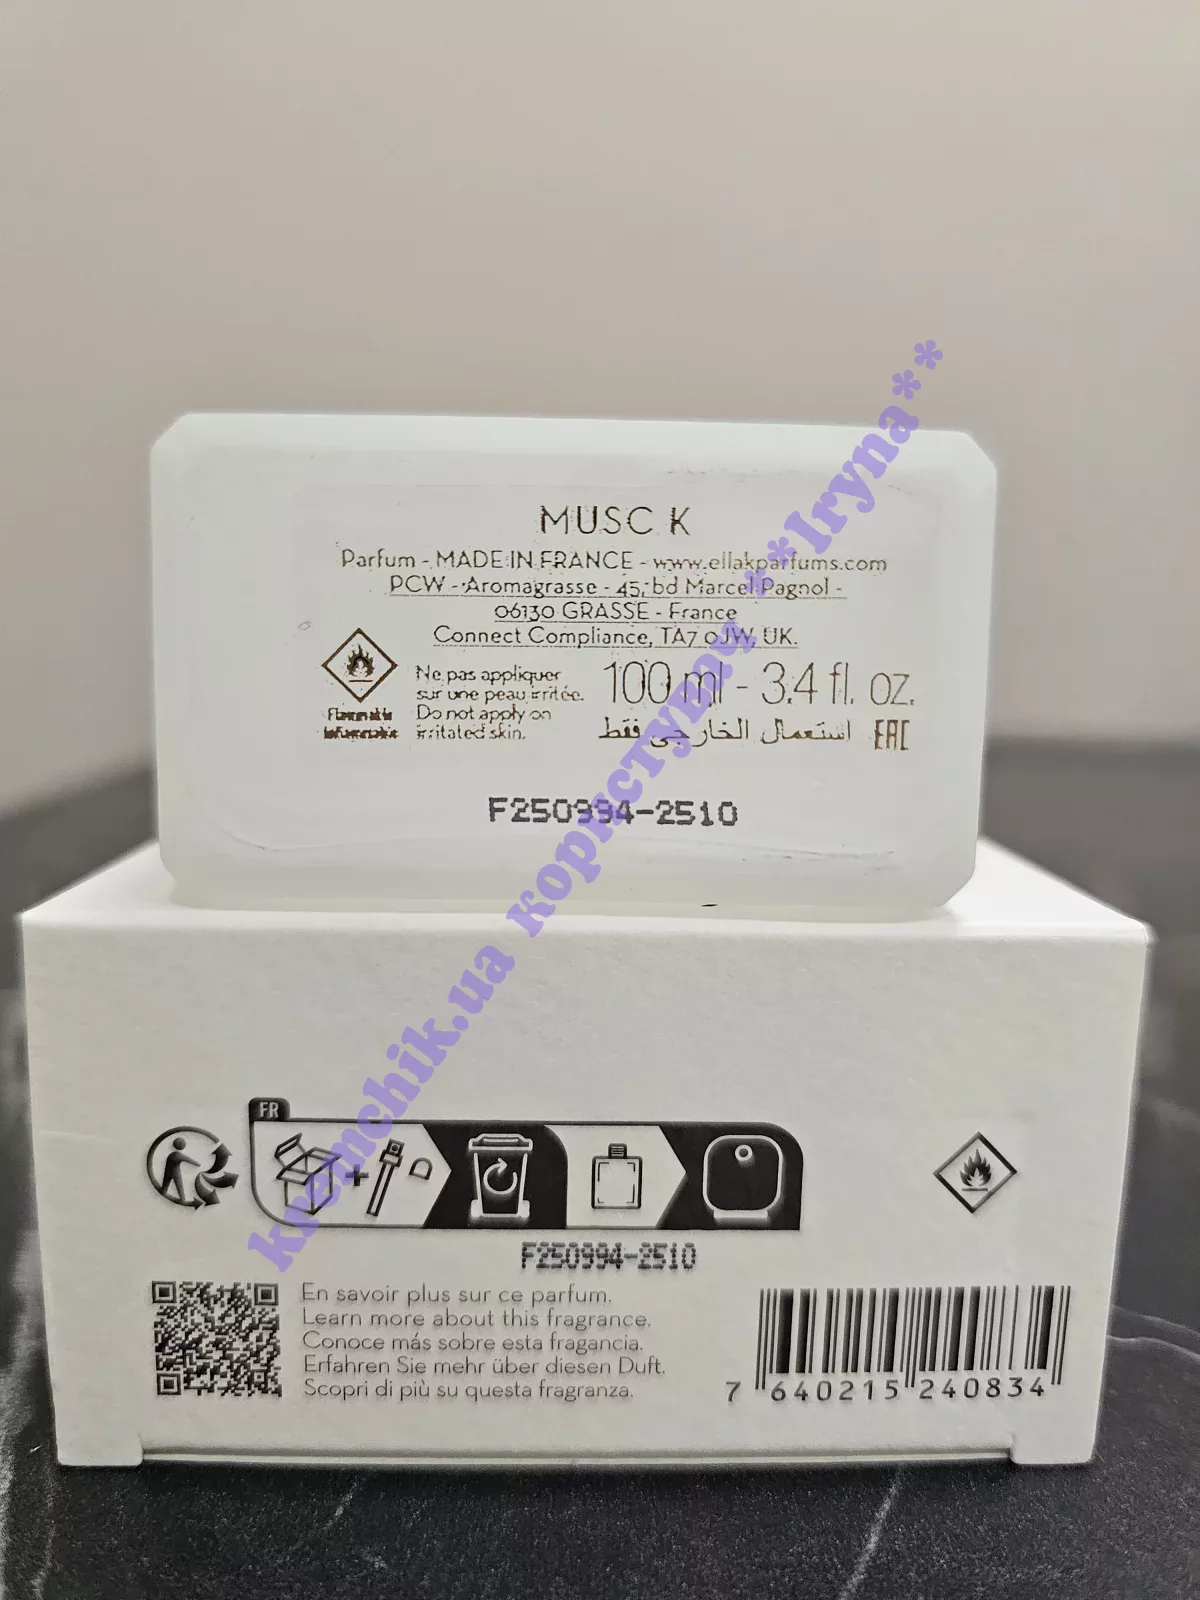 MUSC K
Parfum - MADE IN FRANCE - www.ellakparfums.com
PCW - Aromagrasse - 45, bd Marcel Pagnol -
06130 GRASSE - France
Connect Compliance, TA7 0JW, UK.
Ne pas appliquer
sur une peau irritée.
Do not apply on
irritated skin.
Flammable
Inflammable
100 ml - 3.4 fl. oz.
استعمال الخارجي فقط
EAC
F250994-2510
kremchik.ua користувач **Iryna**
FR
F250994-2510
En savoir plus sur ce parfum.
Learn more about this fragrance.
Conoce más sobre esta fragancia.
Erfahren Sie mehr über diesen Duft.
Scopri di più su questa fragranza.
7 640215 240834